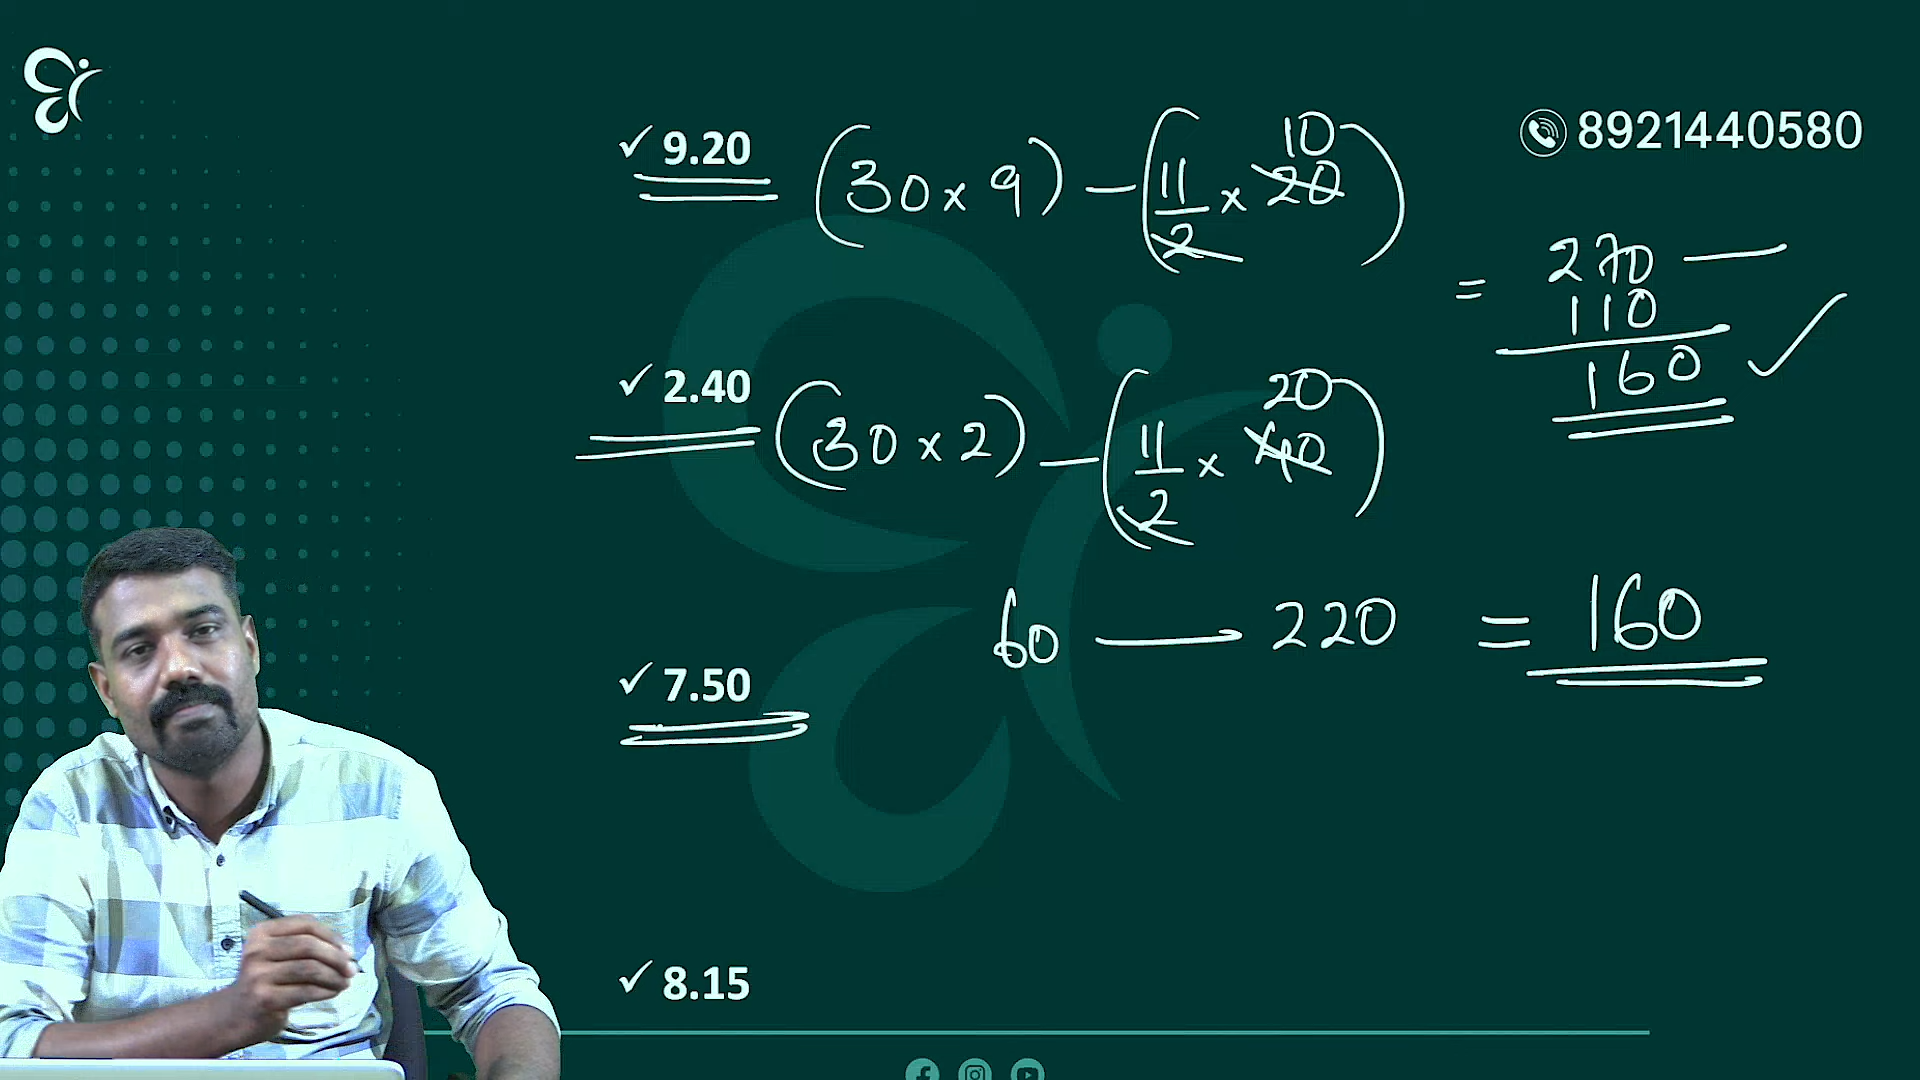 8921440580
✓ 9.20 (30 x 9) — (11/2 x 20) 10
= 270 —
110
160 ✓
✓ 2.40 (30 x 2) — (11/2 x 40) 20
60 — 220 = 160
✓ 7.50
✓ 8.15